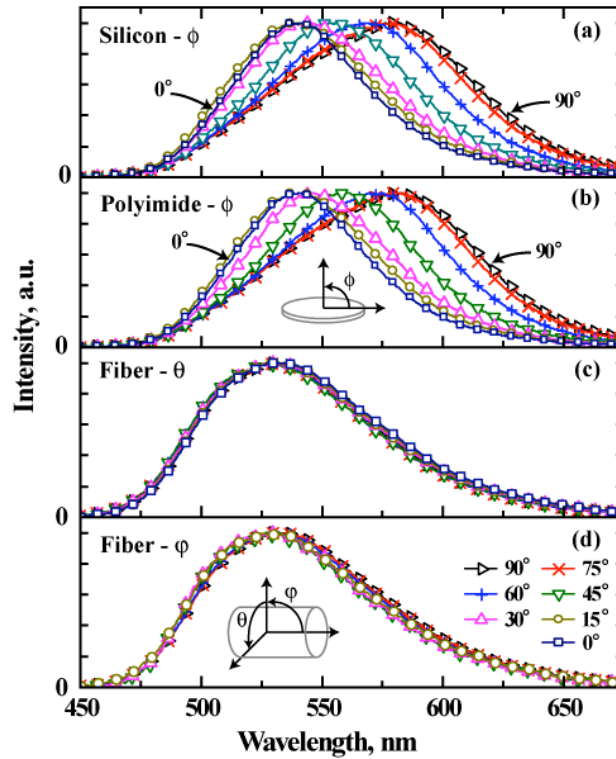 Silicon - ϕ
(a)
0°
90°
0
Polyimide - ϕ
(b)
0°
90°
ϕ
0
Intensity, a.u.
Fiber - θ
(c)
0
Fiber - φ
(d)
90° 75°
60° 45°
30° 15°
0°
φ
θ
0
450 500 550 600 650
Wavelength, nm